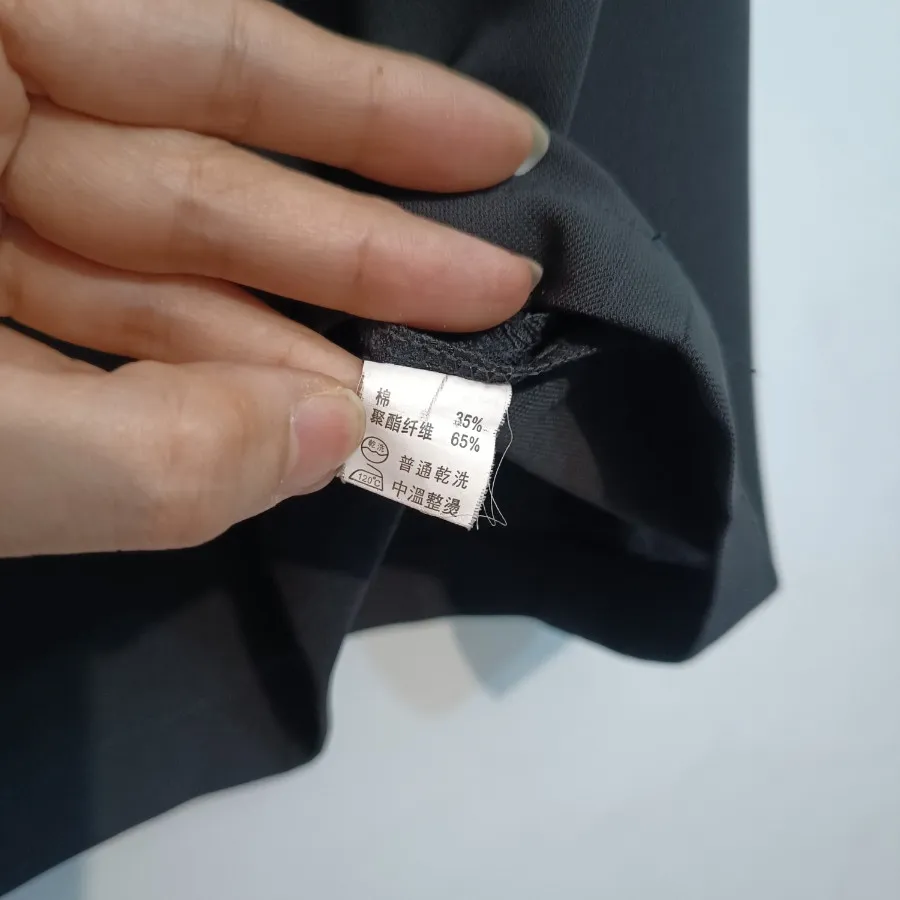 棉 35%
聚酯纤维 65%
乾洗 普通乾洗
120℃ 中溫整燙